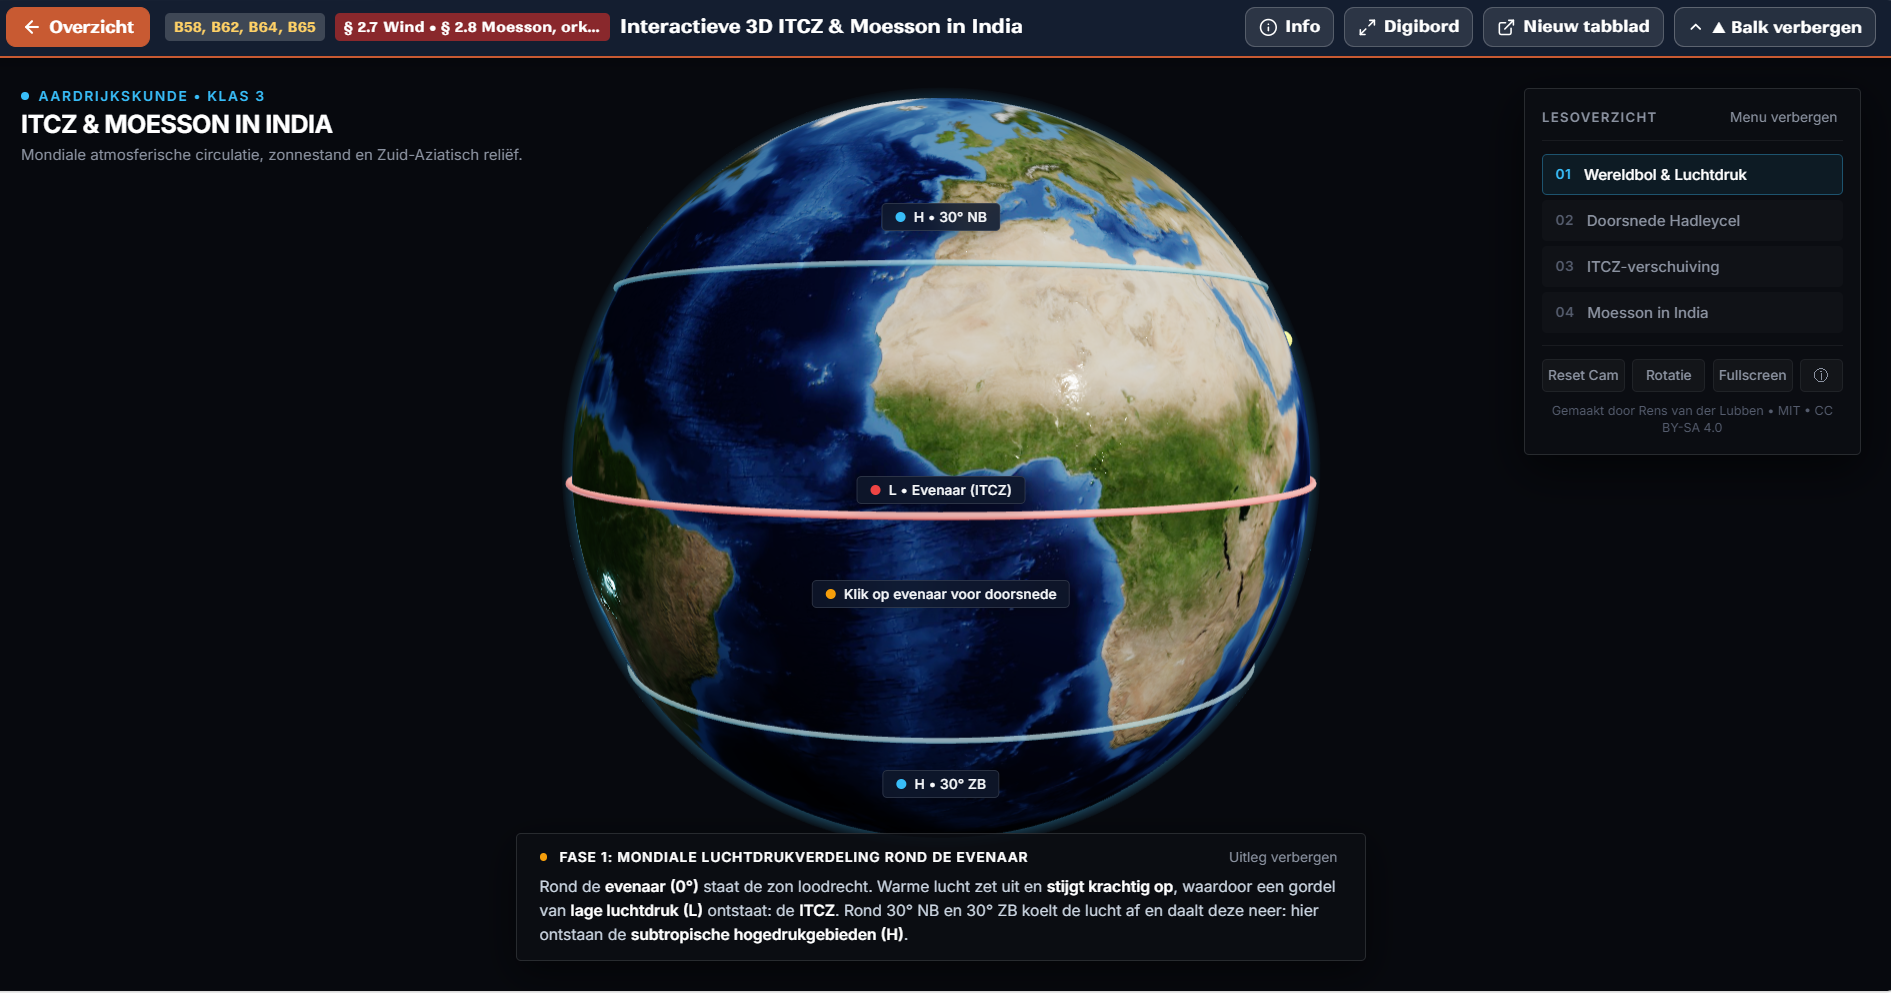 Overzicht
B58, B62, B64, B65
§ 2.7 Wind • § 2.8 Moesson, ork...
Interactieve 3D ITCZ & Moesson in India
Info
Digibord
Nieuw tabblad
▲ Balk verbergen
AARDRIJKSKUNDE • KLAS 3
ITCZ & MOESSON IN INDIA
Mondiale atmosferische circulatie, zonnestand en Zuid-Aziatisch reliëf.
LESOVERZICHT
Menu verbergen
01 Wereldbol & Luchtdruk
02 Doorsnede Hadleycel
03 ITCZ-verschuiving
04 Moesson in India
Reset Cam
Rotatie
Fullscreen
ⓘ
Gemaakt door Rens van der Lubben • MIT • CC
BY-SA 4.0
H • 30° NB
L • Evenaar (ITCZ)
Klik op evenaar voor doorsnede
H • 30° ZB
FASE 1: MONDIALE LUCHTDRUKVERDELING ROND DE EVENAAR
Uitleg verbergen
Rond de evenaar (0°) staat de zon loodrecht. Warme lucht zet uit en stijgt krachtig op, waardoor een gordel
van lage luchtdruk (L) ontstaat: de ITCZ. Rond 30° NB en 30° ZB koelt de lucht af en daalt deze neer: hier
ontstaan de subtropische hogedrukgebieden (H).